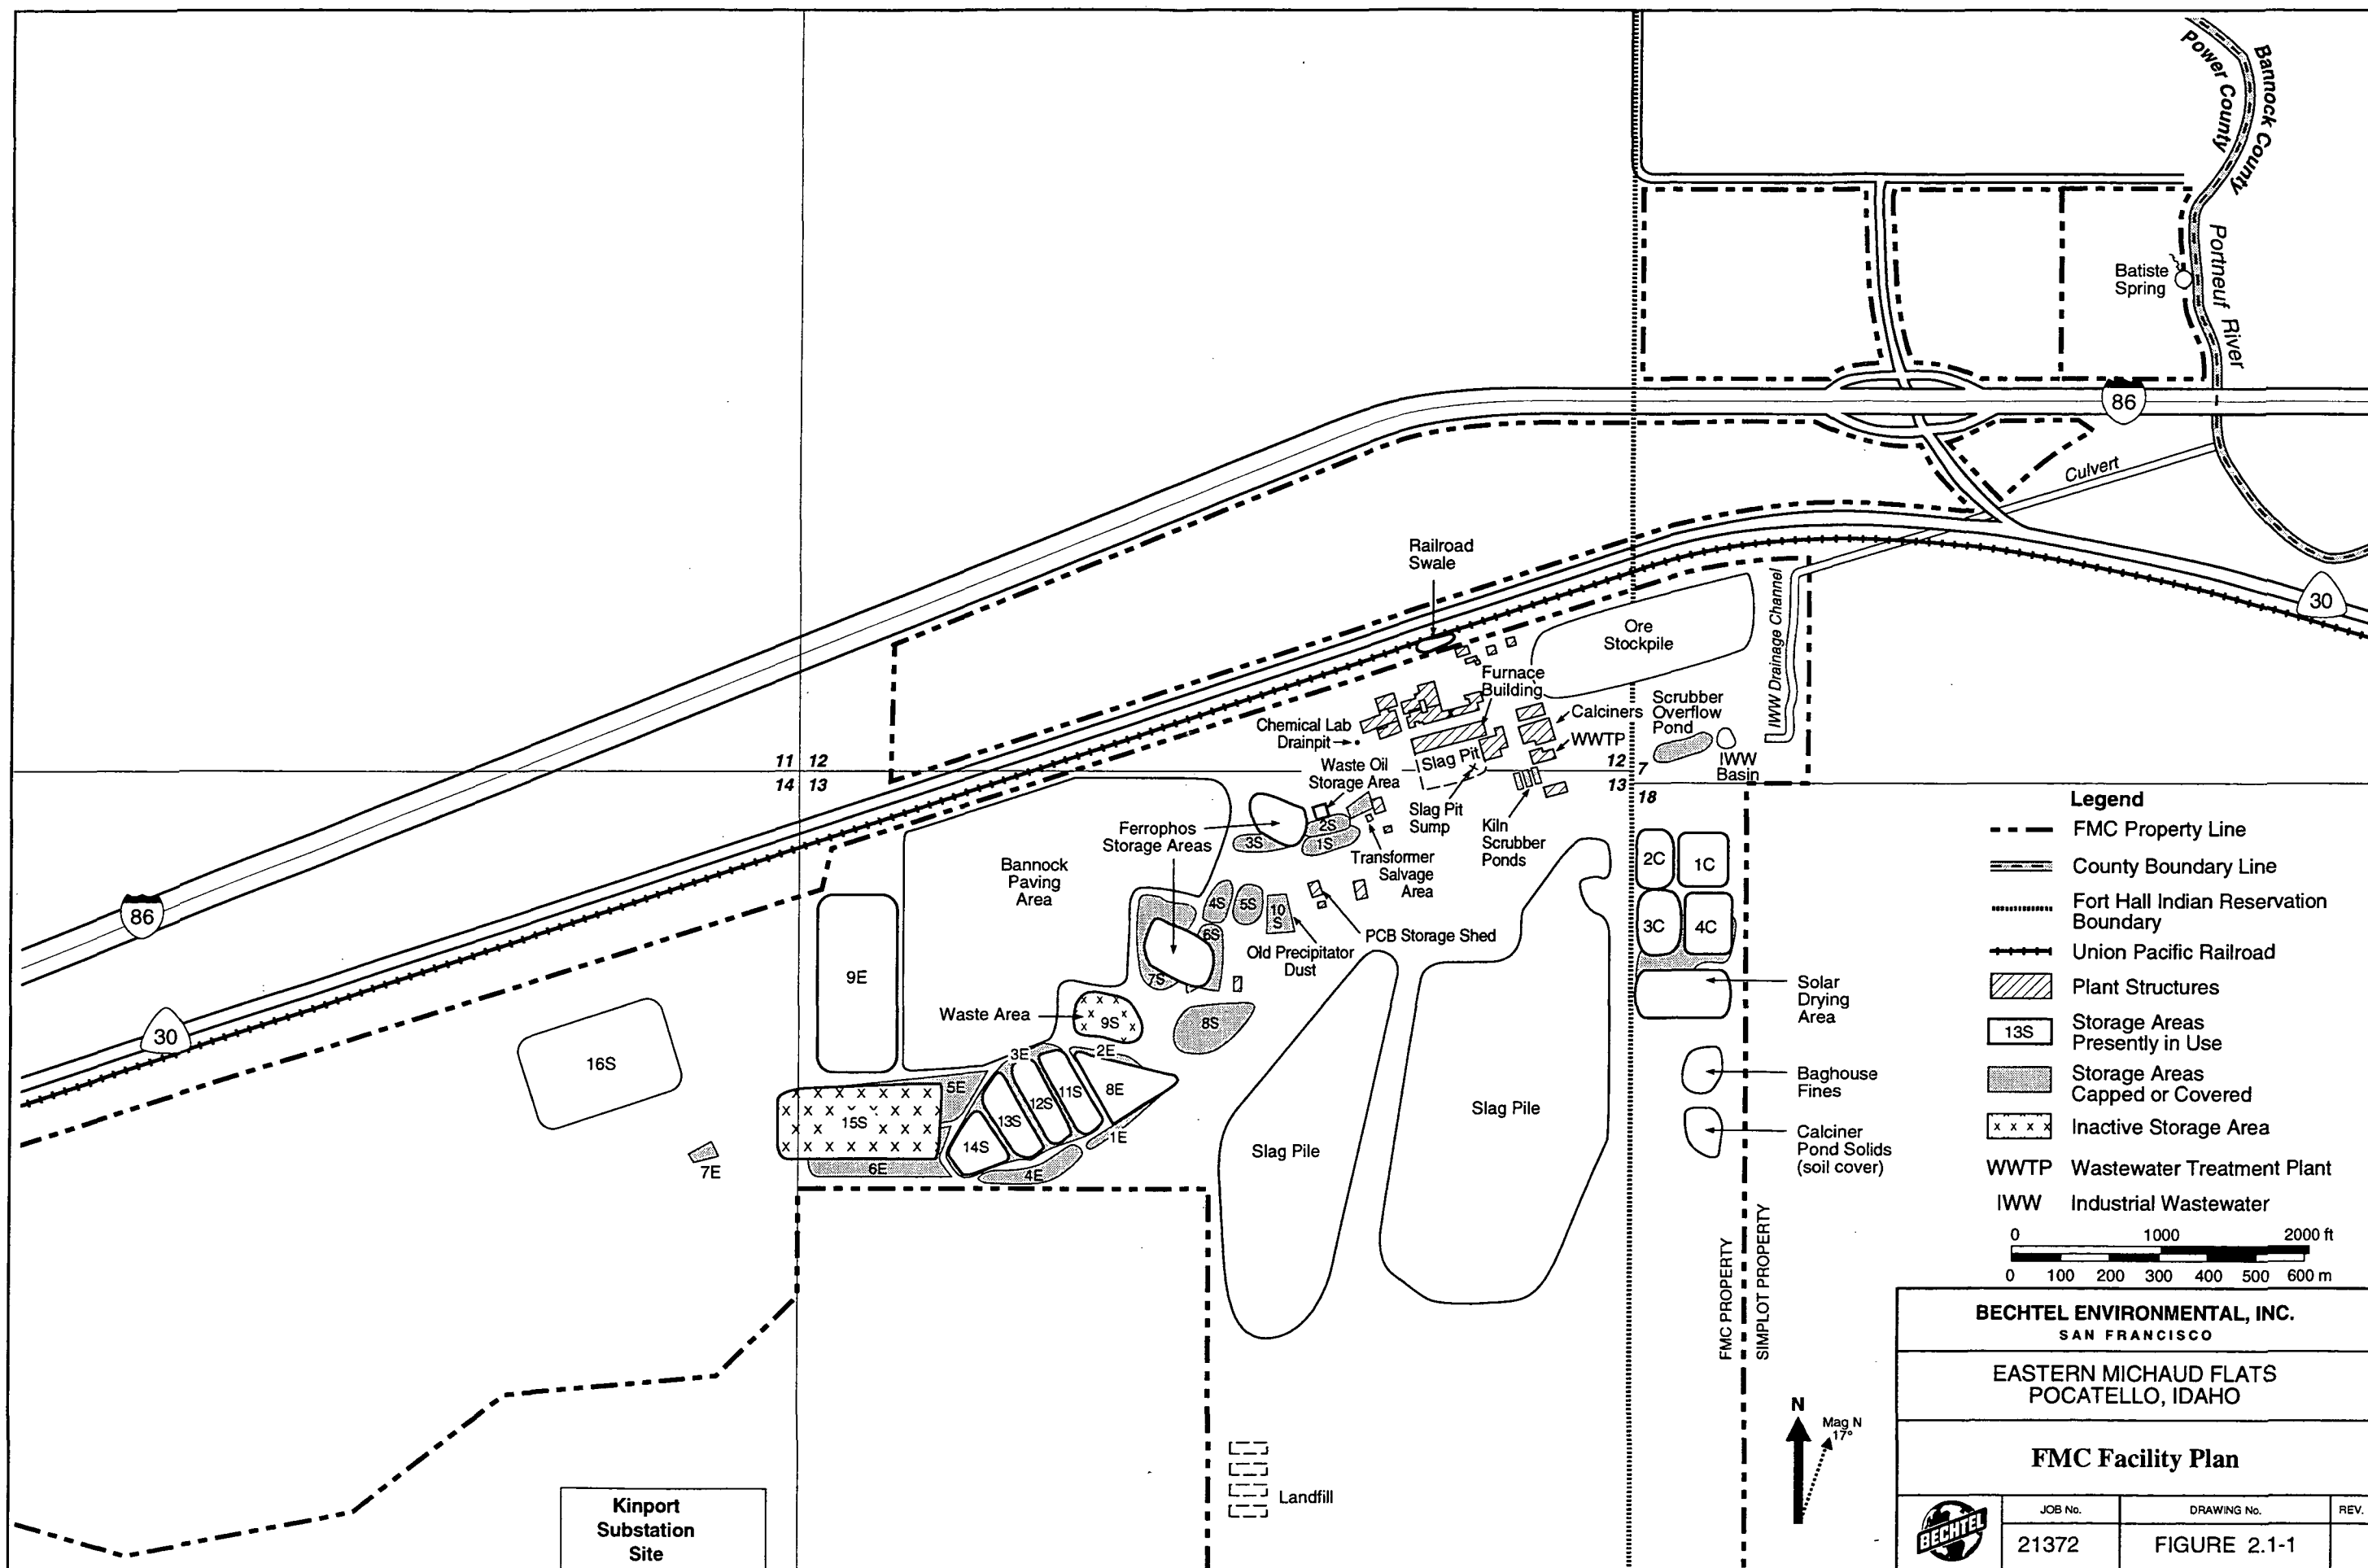 Power County
Bannock County
Portneuf River
Batiste
Spring
86
Culvert
30
Railroad
Swale
Ore
Stockpile
IWW Drainage Channel
Furnace
Building
Scrubber
Overflow
Pond
Calciners
WWTP
IWW
Basin
Chemical Lab
Drainpit
Slag Pit
Waste Oil
Storage Area
11 12
14 13
12 7
13 18
Slag Pit
Sump
Kiln
Scrubber
Ponds
Transformer
Salvage
Area
Ferrophos
Storage Areas
2S
3S
1S
Bannock
Paving
Area
4S
5S
10
S
6S
7S
PCB Storage Shed
Old Precipitator
Dust
2C
1C
3C
4C
Solar
Drying
Area
Baghouse
Fines
Calciner
Pond Solids
(soil cover)
86
30
9E
16S
Waste Area
9S
8S
3E
2E
5E
15S
14S
13S
12S
11S
8E
1E
6E
4E
7E
Slag Pile
Slag Pile
FMC PROPERTY
SIMPLOT PROPERTY
Landfill
Kinport
Substation
Site
N
Mag N
17°
Legend
FMC Property Line
County Boundary Line
Fort Hall Indian Reservation
Boundary
Union Pacific Railroad
Plant Structures
13S
Storage Areas
Presently in Use
Storage Areas
Capped or Covered
x x x x
Inactive Storage Area
WWTP Wastewater Treatment Plant
IWW Industrial Wastewater
0 1000 2000 ft
0 100 200 300 400 500 600 m
BECHTEL ENVIRONMENTAL, INC.
SAN FRANCISCO
EASTERN MICHAUD FLATS
POCATELLO, IDAHO
FMC Facility Plan
BECHTEL
JOB No.
21372
DRAWING No.
FIGURE 2.1-1
REV.